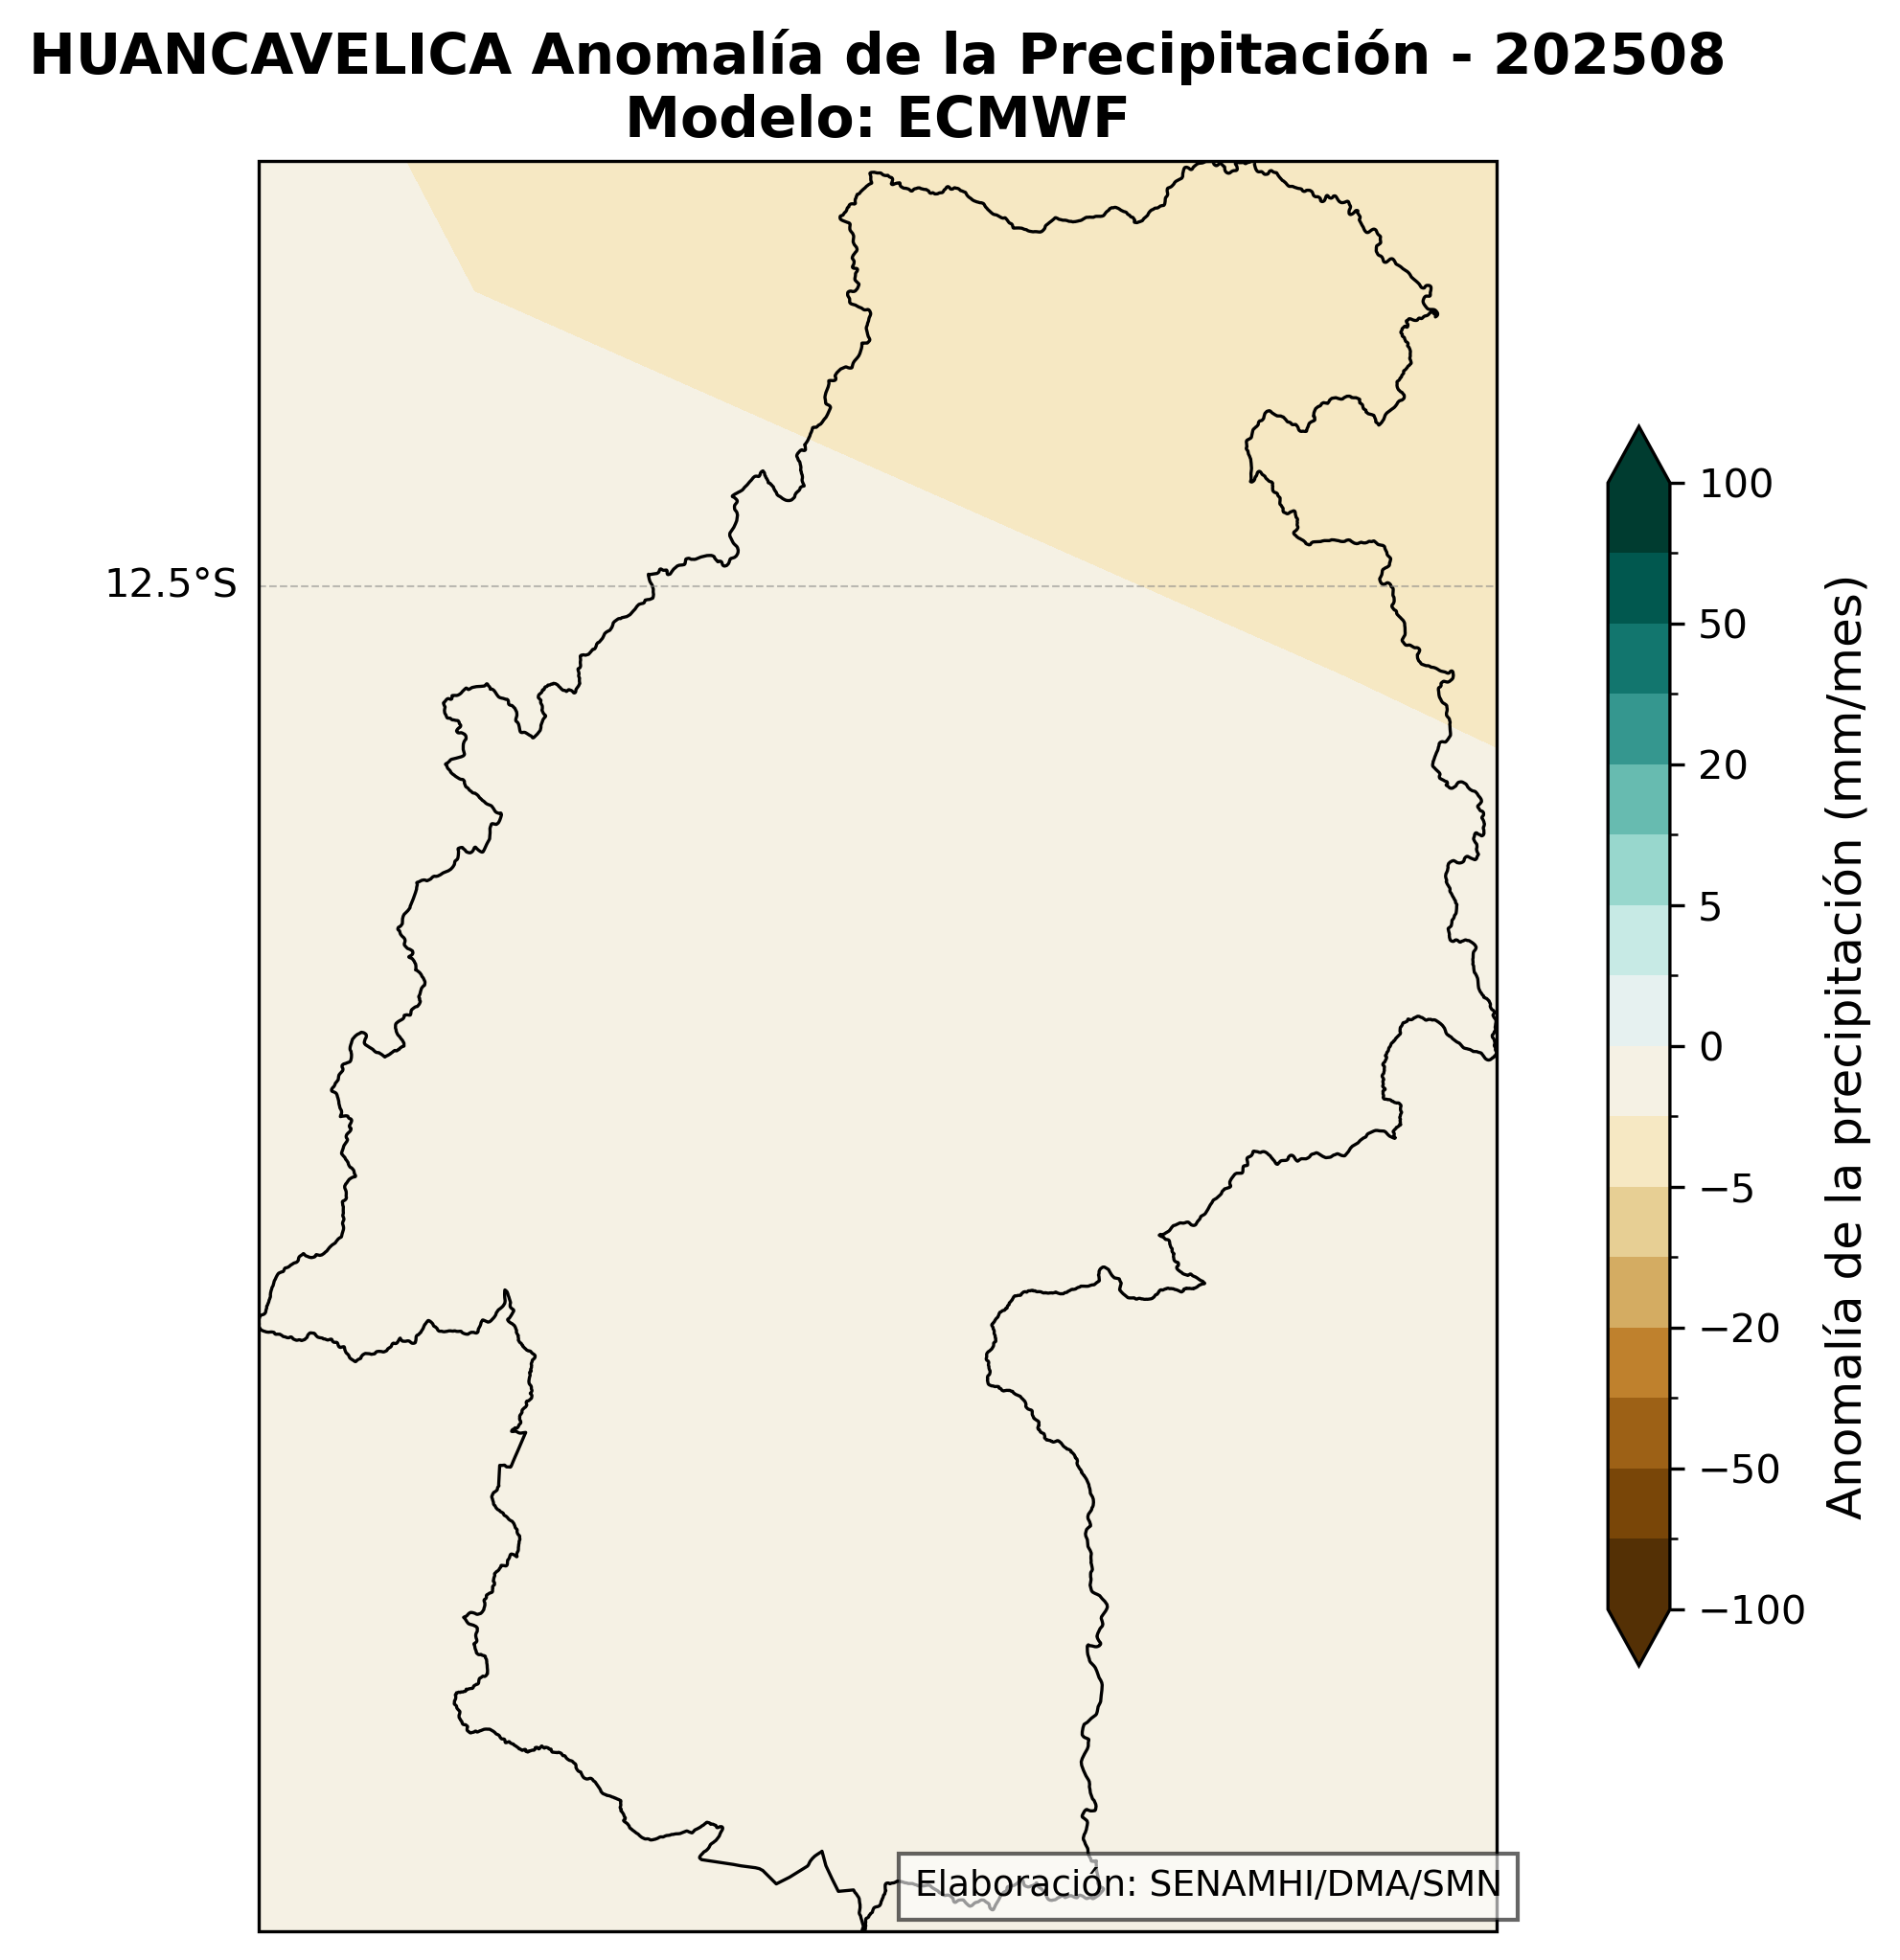 HUANCAVELICA Anomalía de la Precipitación - 202508
Modelo: ECMWF
12.5°S
100
50
20
5
0
−5
−20
−50
−100
Anomalía de la precipitación (mm/mes)
Elaboración: SENAMHI/DMA/SMN